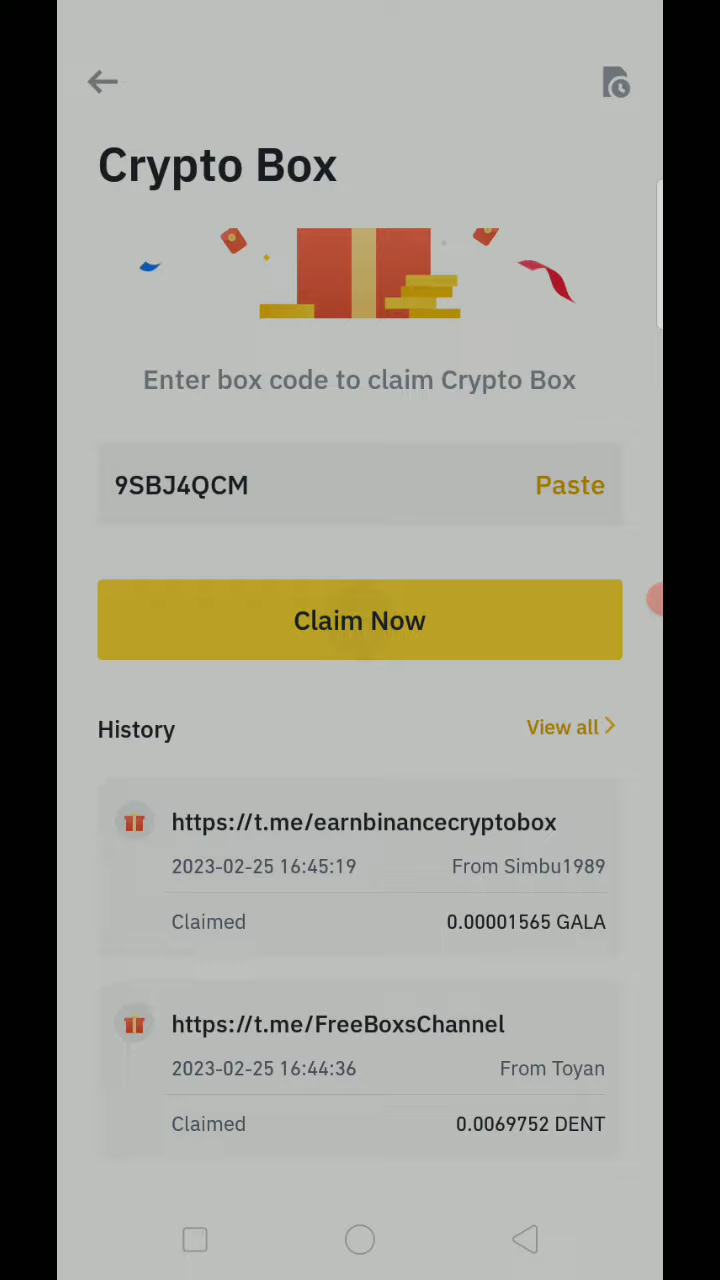 Crypto Box
Enter box code to claim Crypto Box
9SBJ4QCM Paste
Claim Now
History View all
https://t.me/earnbinancecryptobox
2023-02-25 16:45:19 From Simbu1989
Claimed 0.00001565 GALA
https://t.me/FreeBoxsChannel
2023-02-25 16:44:36 From Toyan
Claimed 0.0069752 DENT